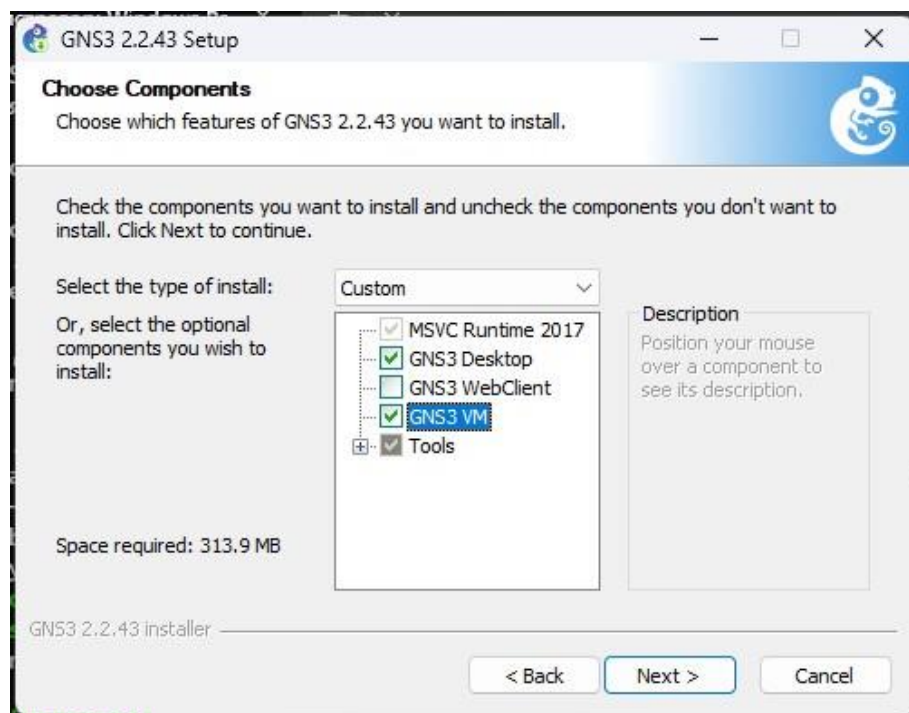 GNS3 2.2.43 Setup
Choose Components
Choose which features of GNS3 2.2.43 you want to install.
Check the components you want to install and uncheck the components you don't want to
install. Click Next to continue.
Select the type of install:
Custom
Or, select the optional
components you wish to
install:
MSVC Runtime 2017
GNS3 Desktop
GNS3 WebClient
GNS3 VM
Tools
Description
Position your mouse
over a component to
see its description.
Space required: 313.9 MB
GNS3 2.2.43 installer
< Back
Next >
Cancel